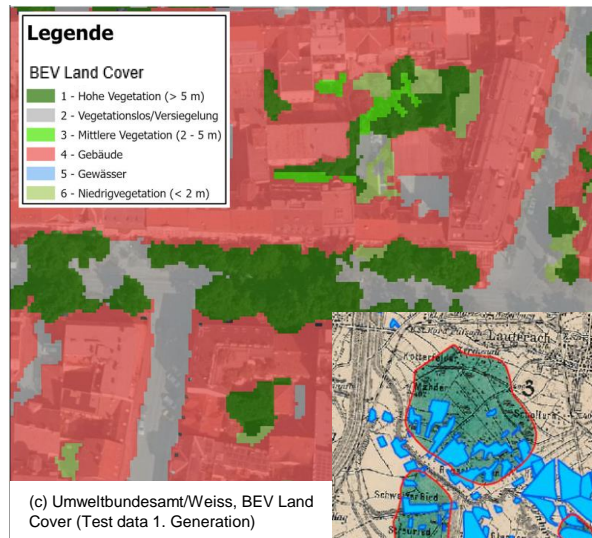 Legende
BEV Land Cover
1 - Hohe Vegetation (> 5 m)
2 - Vegetationslos/Versiegelung
3 - Mittlere Vegetation (2 - 5 m)
4 - Gebäude
5 - Gewässer
6 - Niedrigvegetation (< 2 m)
Lauterach
3
Mähder
(c) Umweltbundesamt/Weiss, BEV Land
Cover (Test data 1. Generation)